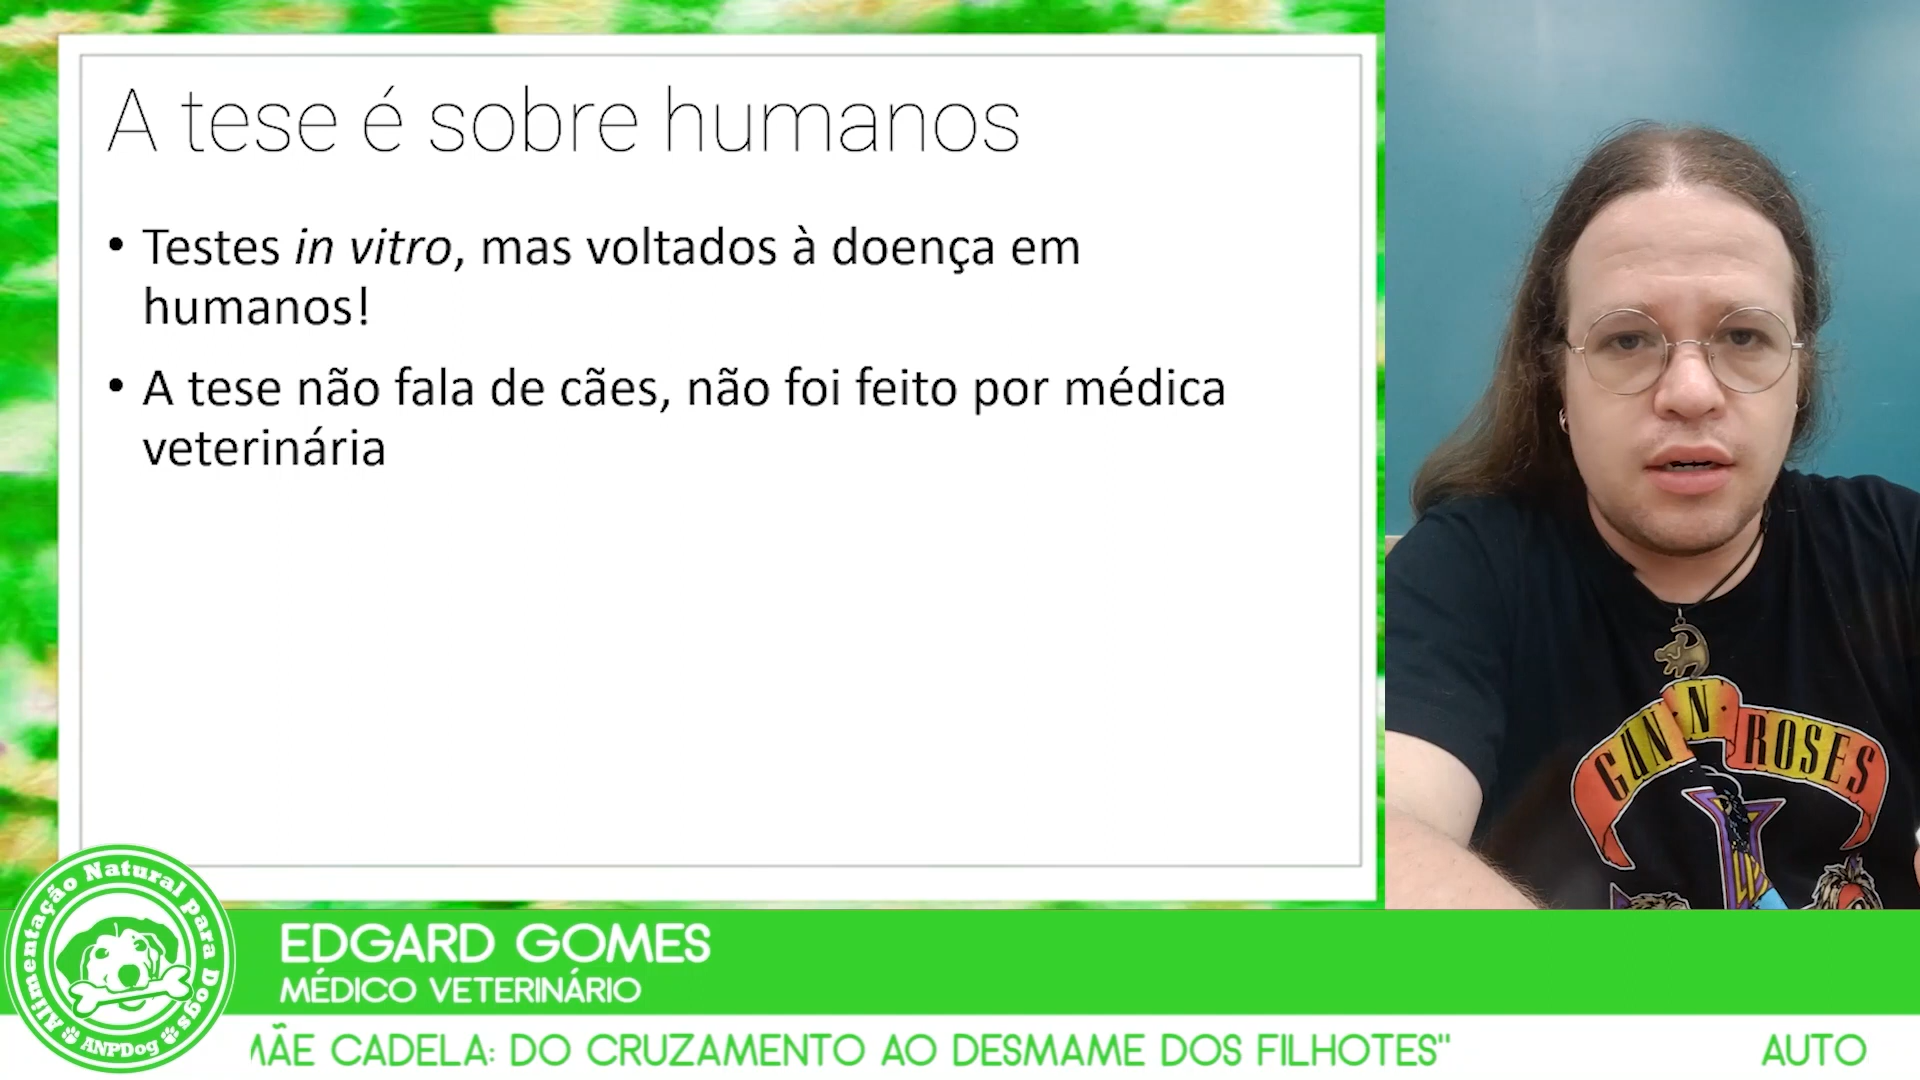 A tese é sobre humanos
• Testes in vitro, mas voltados à doença em
humanos!
• A tese não fala de cães, não foi feito por médica
veterinária
GUN N ROSES
Alimentação Natural para Dogs
ANPDog
EDGARD GOMES
MÉDICO VETERINÁRIO
MÃE CADELA: DO CRUZAMENTO AO DESMAME DOS FILHOTES"
AUTO